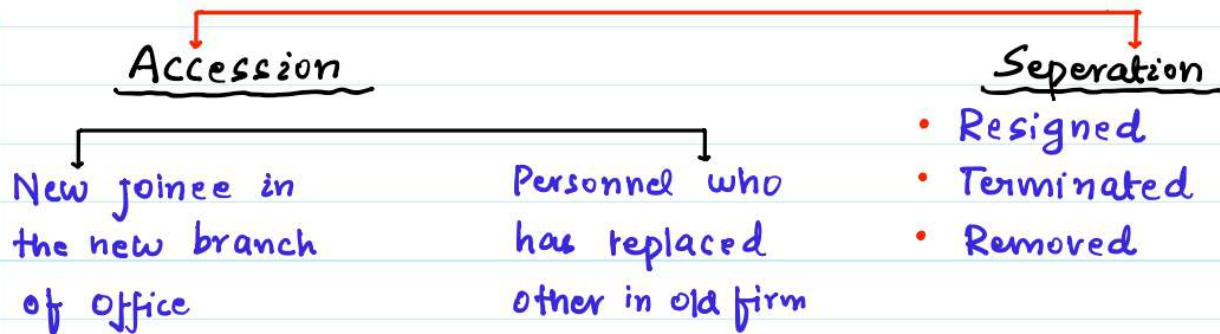 Accession
New joinee in
the new branch
of office
Personnel who
has replaced
other in old firm
Seperation
• Resigned
• Terminated
• Removed